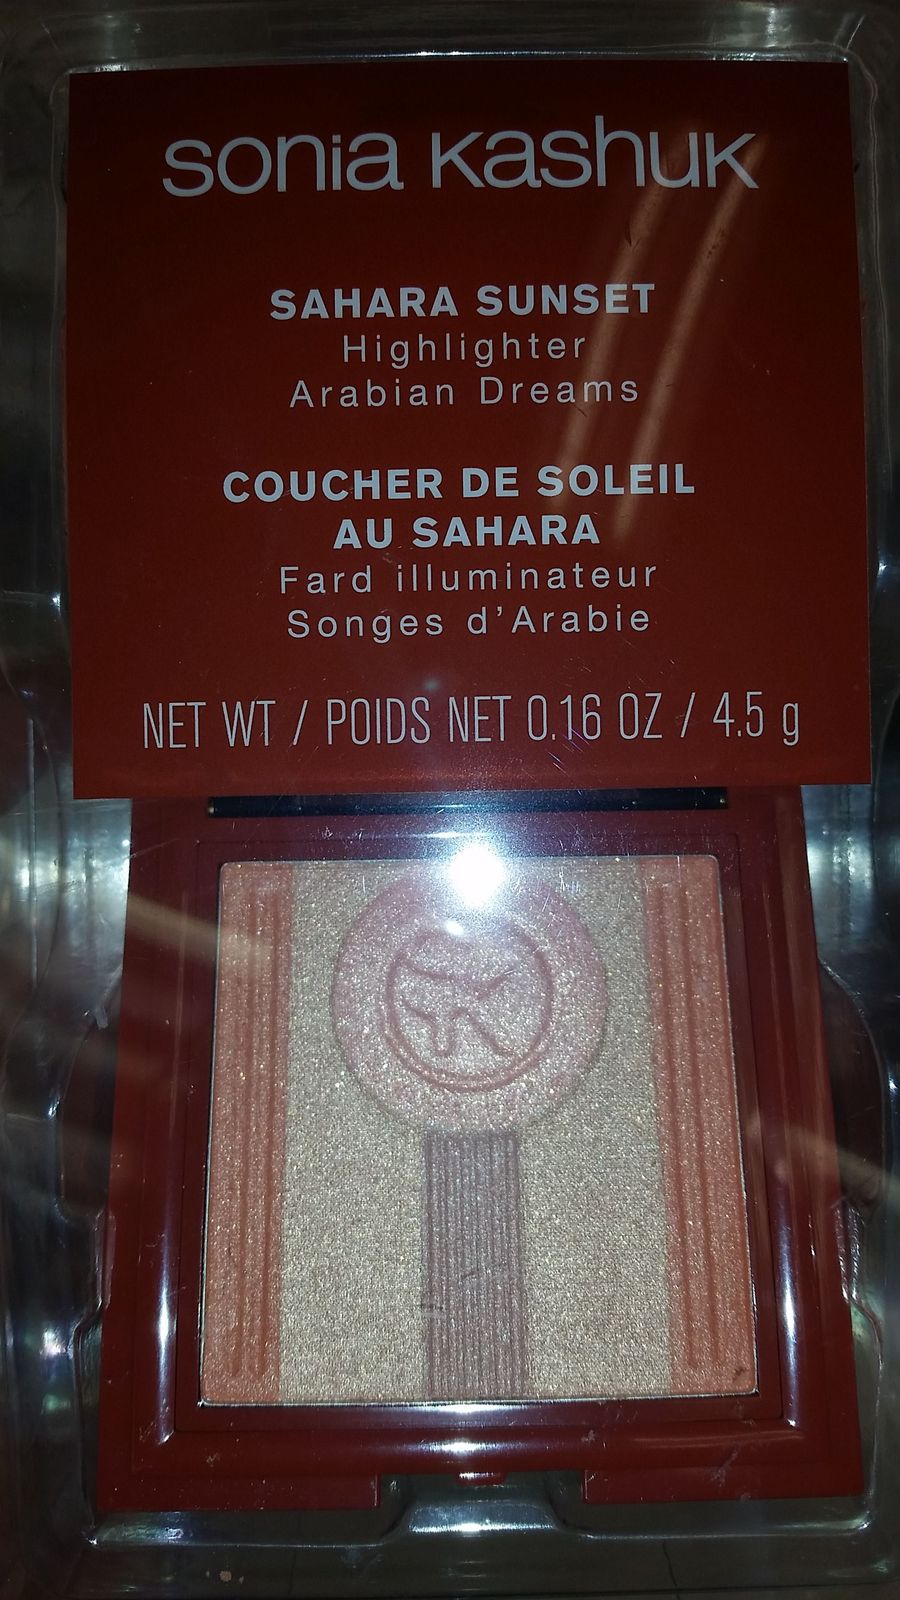 sonia kashuk
SAHARA SUNSET
Highlighter
Arabian Dreams
COUCHER DE SOLEIL
AU SAHARA
Fard illuminateur
Songes d'Arabie
NET WT / POIDS NET 0.16 OZ / 4.5 g